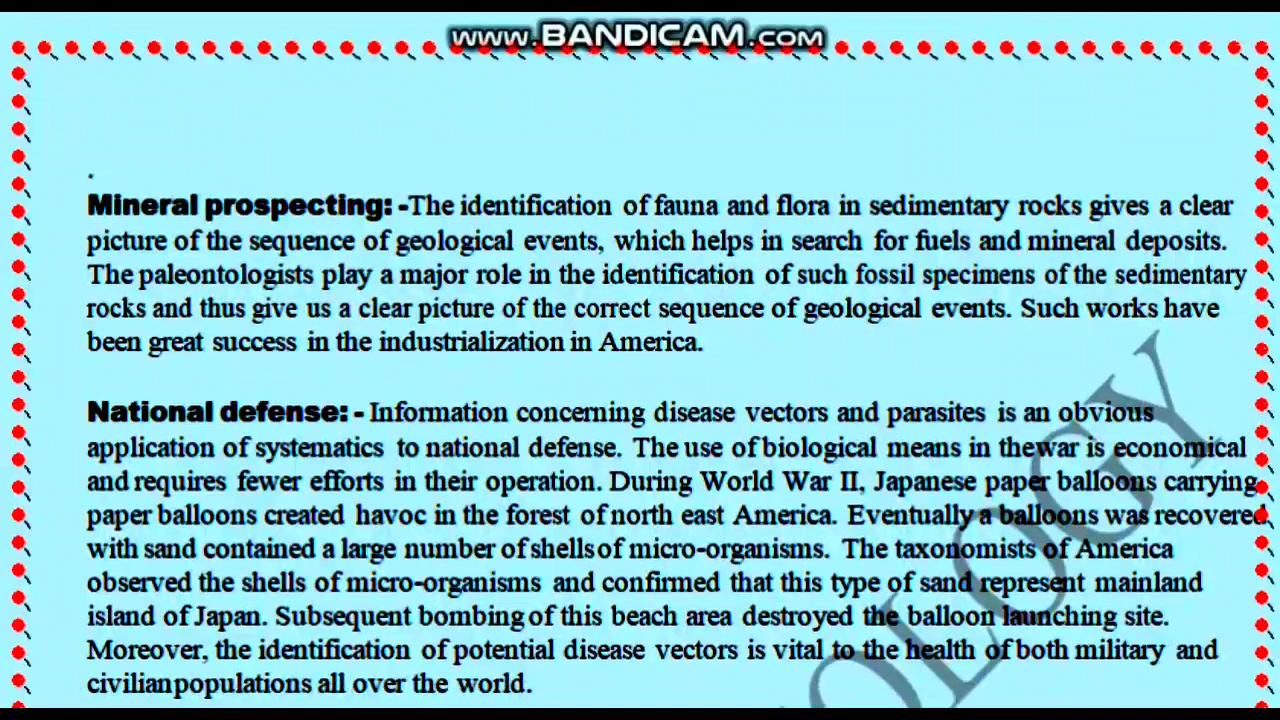 www.BANDICAM.com
.
Mineral prospecting: -The identification of fauna and flora in sedimentary rocks gives a clear
picture of the sequence of geological events, which helps in search for fuels and mineral deposits.
The paleontologists play a major role in the identification of such fossil specimens of the sedimentary
rocks and thus give us a clear picture of the correct sequence of geological events. Such works have
been great success in the industrialization in America.
National defense: - Information concerning disease vectors and parasites is an obvious
application of systematics to national defense. The use of biological means in thewar is economical
and requires fewer efforts in their operation. During World War II, Japanese paper balloons carrying
paper balloons created havoc in the forest of north east America. Eventually a balloons was recovered
with sand contained a large number of shells of micro-organisms. The taxonomists of America
observed the shells of micro-organisms and confirmed that this type of sand represent mainland
island of Japan. Subsequent bombing of this beach area destroyed the balloon launching site.
Moreover, the identification of potential disease vectors is vital to the health of both military and
civilian populations all over the world.
OLOGY